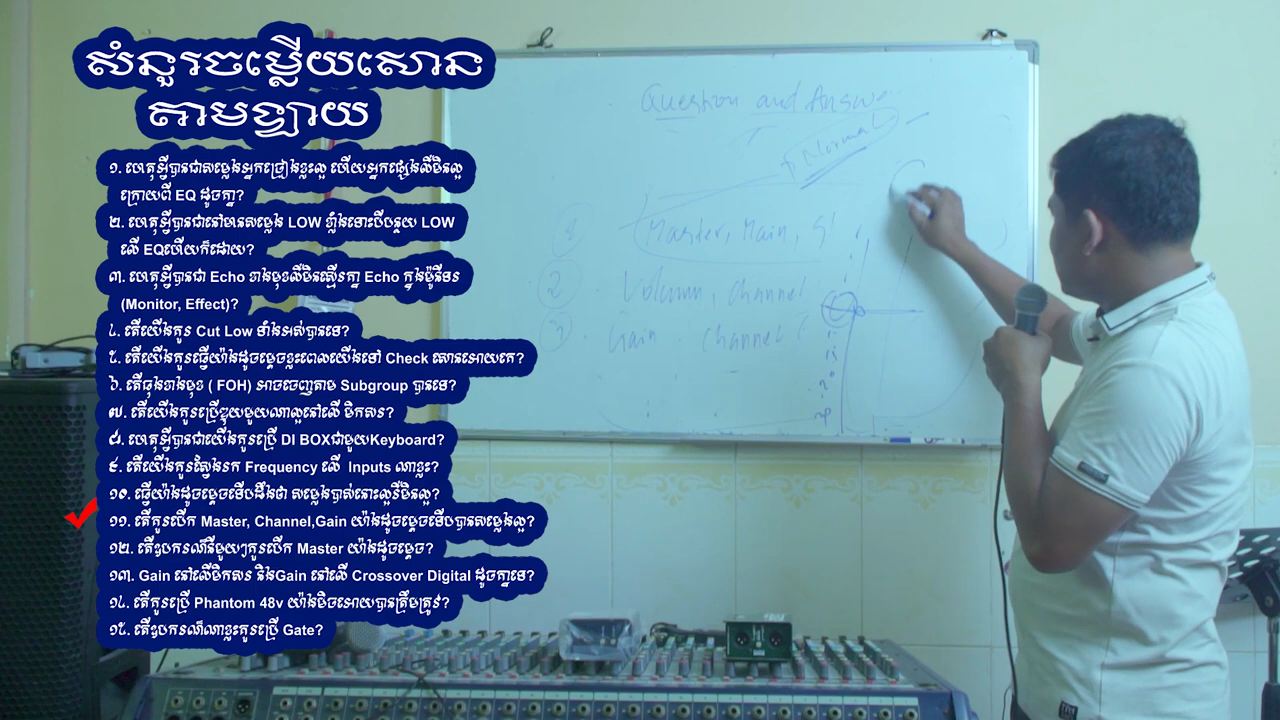 សំនួរចម្លើយសោន
តាមឡាយ
១. ហេតុអ្វីបានជាសម្លេងអ្នកច្រៀងខ្លះល្អ ហើយអ្នកផ្សេងលឺមិនល្អ
ក្រោយពី EQ ដូចគ្នា?
២. ហេតុអ្វីបានជានៅមានសម្លេង LOW ខ្លាំងទោះបីបន្ថយ LOW
លើ EQហើយក៏ដោយ?
៣. ហេតុអ្វីបានជា Echo ខាងមុខលឺមិនស្មើគ្នា Echo ក្នុងម៉ូនីទ័រ
(Monitor, Effect)?
៤. តើយើងគួរ Cut Low ទាំងអស់បានទេ?
៥. តើយើងគួរធ្វើយ៉ាងដូចម្តេចខ្លះពេលយើងទៅ Check សោនអោយគេ?
៦. តើធុងខាងមុខ ( FOH) អាចចេញតាម Subgroup បានទេ?
៧. តើយើងគួរប្រើឌុយមួយណាល្អនៅលើ មិកសរ?
៨. ហេតុអ្វីបានជាយើងគួរប្រើ DI BOXជាមួយKeyboard?
៩. តើយើងគួរស្វែងរក Frequency លើ Inputs ណាខ្លះ?
១០. ធ្វើយ៉ាងដូចម្តេចទើបដឹងថា សម្លេងបាស់នោះល្អរឺមិនល្អ?
១១. តើគួរបើក Master, Channel,Gain យ៉ាងដូចម្តេចទើបបានសម្លេងល្អ?
១២. តើឧបករណ៍នីមួយៗគួរបើក Master យ៉ាងដូចម្តេច?
១៣. Gain នៅលើមិកសរ និងGain នៅលើ Crossover Digital ដូចគ្នាទេ?
១៤. តើគួរប្រើ Phantom 48v យ៉ាងមិចអោយបានត្រឹមត្រូវ?
១៥. តើឧបករណ៍ណាខ្លះគួរប្រើ Gate?
Question and Answe
Normal
1 Master, Main,
2 Volumn, Channel
3 Gain . Channel